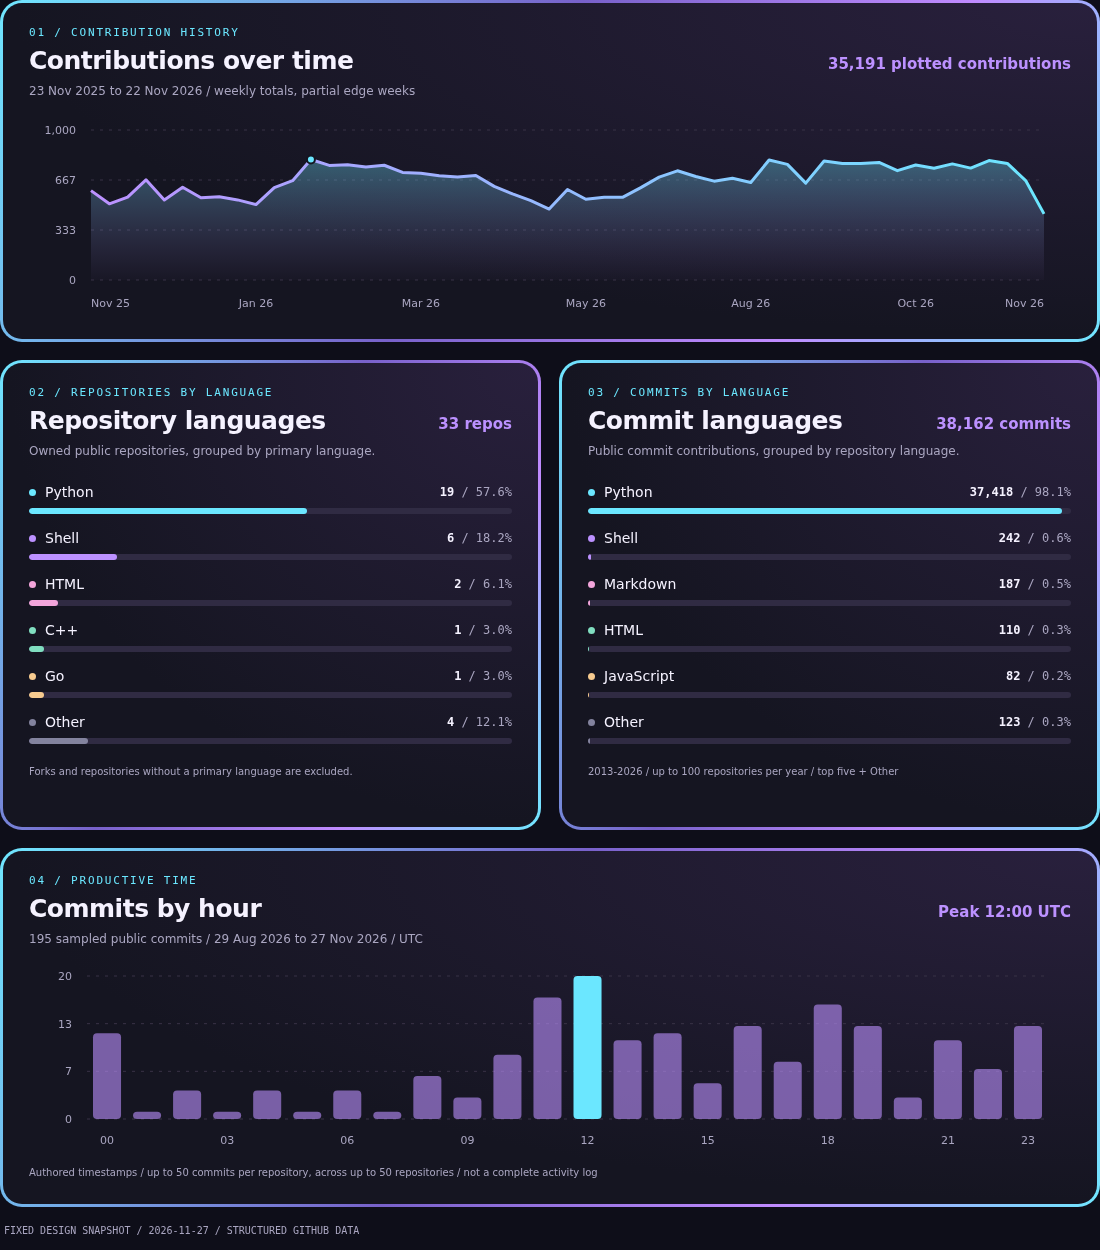 01 / CONTRIBUTION HISTORY
Contributions over time
35,191 plotted contributions
23 Nov 2025 to 22 Nov 2026 / weekly totals, partial edge weeks
1,000
667
333
0
Nov 25 Jan 26 Mar 26 May 26 Aug 26 Oct 26 Nov 26
02 / REPOSITORIES BY LANGUAGE
Repository languages
33 repos
Owned public repositories, grouped by primary language.
Python 19 / 57.6%
Shell 6 / 18.2%
HTML 2 / 6.1%
C++ 1 / 3.0%
Go 1 / 3.0%
Other 4 / 12.1%
Forks and repositories without a primary language are excluded.
03 / COMMITS BY LANGUAGE
Commit languages
38,162 commits
Public commit contributions, grouped by repository language.
Python 37,418 / 98.1%
Shell 242 / 0.6%
Markdown 187 / 0.5%
HTML 110 / 0.3%
JavaScript 82 / 0.2%
Other 123 / 0.3%
2013-2026 / up to 100 repositories per year / top five + Other
04 / PRODUCTIVE TIME
Commits by hour
Peak 12:00 UTC
195 sampled public commits / 29 Aug 2026 to 27 Nov 2026 / UTC
20
13
7
0
00 03 06 09 12 15 18 21 23
Authored timestamps / up to 50 commits per repository, across up to 50 repositories / not a complete activity log
FIXED DESIGN SNAPSHOT / 2026-11-27 / STRUCTURED GITHUB DATA